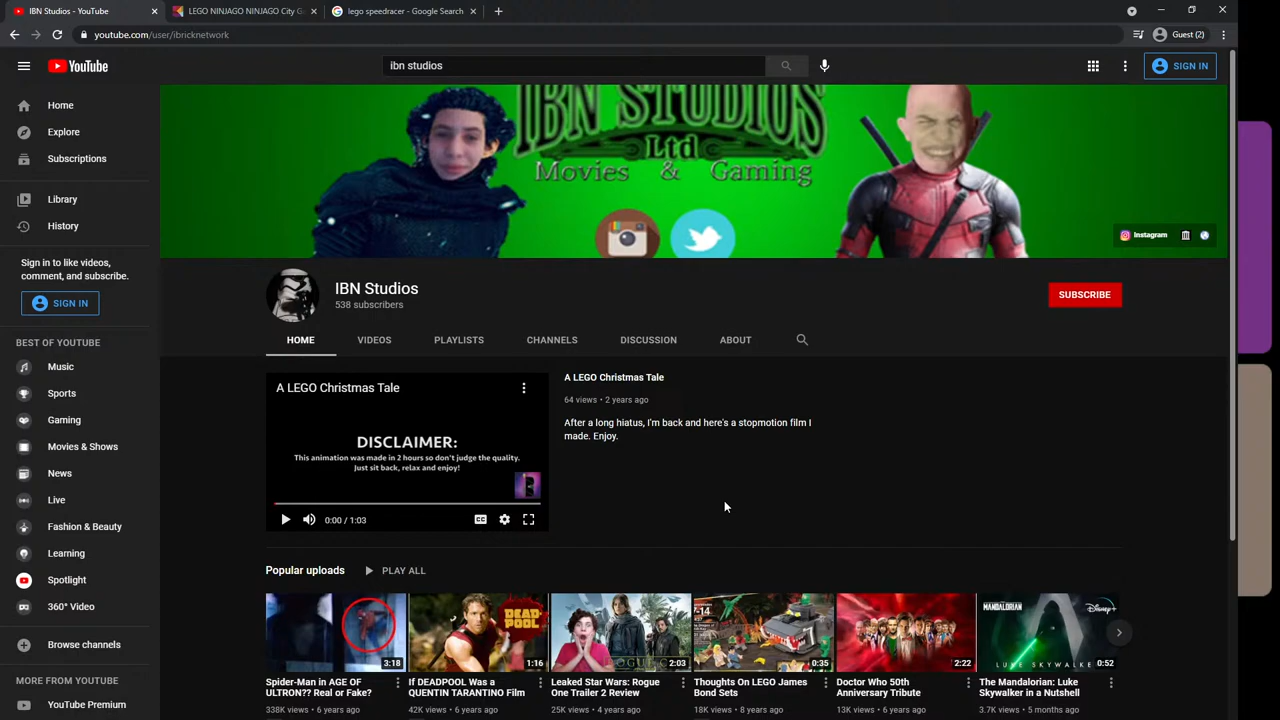 IBN Studios - YouTube
LEGO NINJAGO NINJAGO City G
lego speedracer - Google Search
youtube.com/user/ibricknetwork
Guest (2)
YouTube
ibn studios
SIGN IN
Home
Explore
Subscriptions
Library
History
Sign in to like videos,
comment, and subscribe.
SIGN IN
BEST OF YOUTUBE
Music
Sports
Gaming
Movies & Shows
News
Live
Fashion & Beauty
Learning
Spotlight
360° Video
Browse channels
MORE FROM YOUTUBE
YouTube Premium
IBN STUDIOS
Ltd
Movies & Gaming
Instagram
IBN Studios
538 subscribers
SUBSCRIBE
HOME
VIDEOS
PLAYLISTS
CHANNELS
DISCUSSION
ABOUT
A LEGO Christmas Tale
DISCLAIMER:
This animation was made in 2 hours so don't judge the quality.
Just sit back, relax and enjoy!
0:00 / 1:03
A LEGO Christmas Tale
64 views • 2 years ago
After a long hiatus, I'm back and here's a stopmotion film I
made. Enjoy.
Popular uploads
PLAY ALL
3:18
Spider-Man in AGE OF
ULTRON?? Real or Fake?
338K views • 6 years ago
DEAD
POOL
1:16
If DEADPOOL Was a
QUENTIN TARANTINO Film
42K views • 6 years ago
ROGUE
2:03
Leaked Star Wars: Rogue
One Trailer 2 Review
25K views • 4 years ago
7-14
0:35
Thoughts On LEGO James
Bond Sets
18K views • 8 years ago
2:22
Doctor Who 50th
Anniversary Tribute
13K views • 6 years ago
MANDALORIAN
Disney+
LUKE SKYWALKE
0:52
The Mandalorian: Luke
Skywalker in a Nutshell
3.7K views • 5 months ago